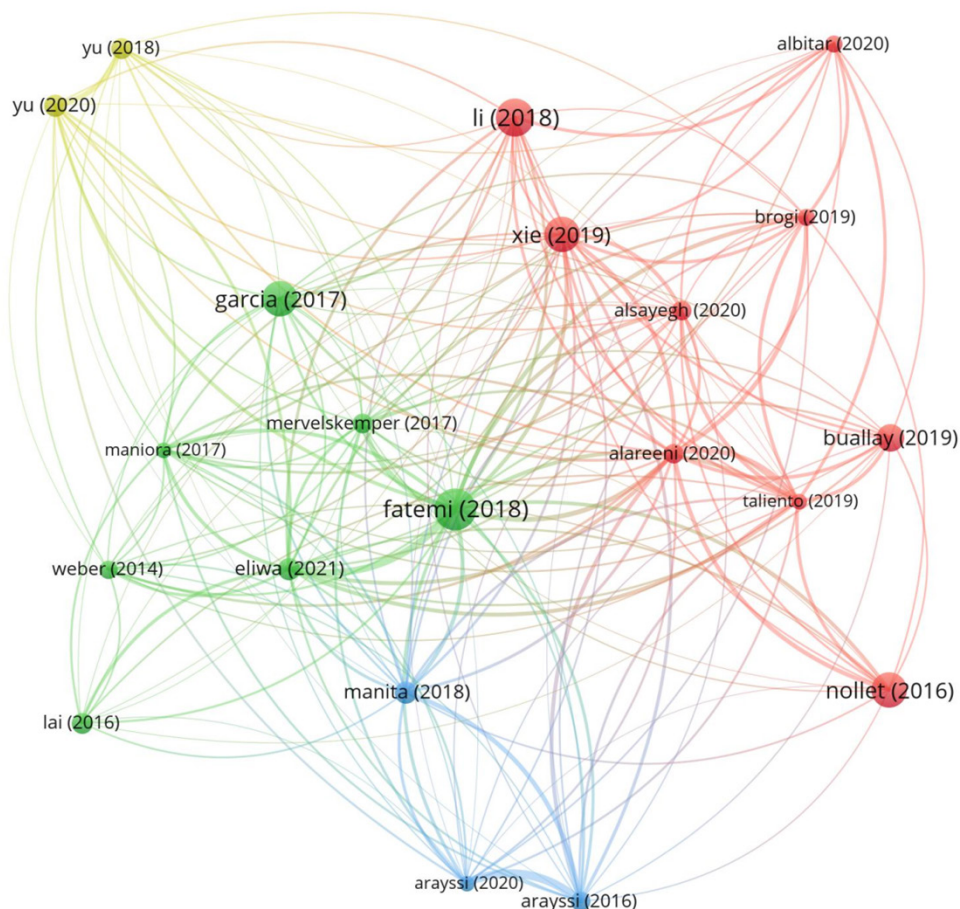 yu (2018)
albitar (2020)
yu (2020)
li (2018)
brogi (2019)
xie (2019)
garcia (2017)
alsayegh (2020)
mervelskemper (2017)
buallay (2019)
maniora (2017)
alareeni (2020)
taliento (2019)
fatemi (2018)
weber (2014)
eliwa (2021)
manita (2018)
nollet (2016)
lai (2016)
arayssi (2020)
arayssi (2016)